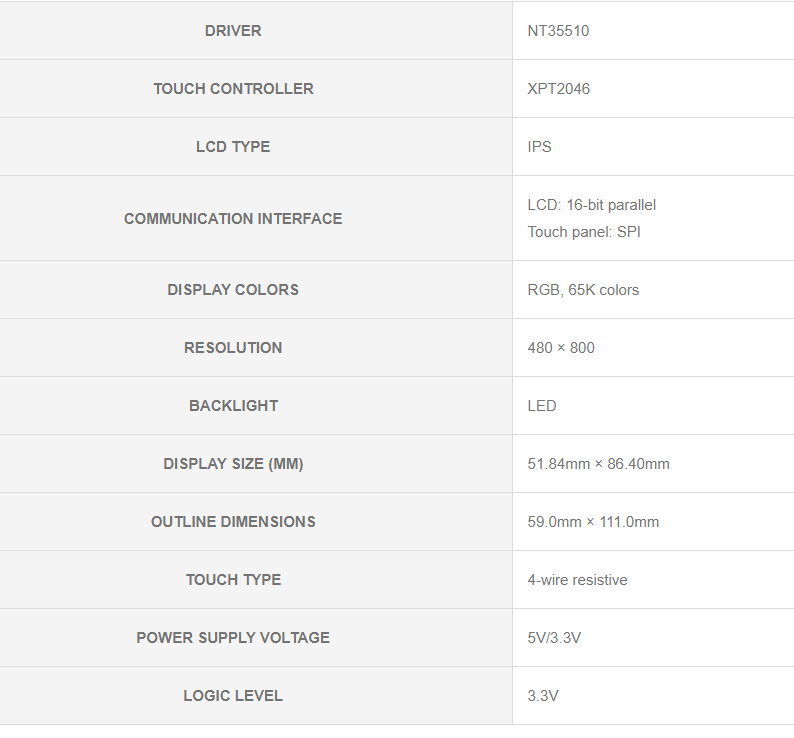 DRIVER NT35510
TOUCH CONTROLLER XPT2046
LCD TYPE IPS
COMMUNICATION INTERFACE LCD: 16-bit parallel
Touch panel: SPI
DISPLAY COLORS RGB, 65K colors
RESOLUTION 480 × 800
BACKLIGHT LED
DISPLAY SIZE (MM) 51.84mm × 86.40mm
OUTLINE DIMENSIONS 59.0mm × 111.0mm
TOUCH TYPE 4-wire resistive
POWER SUPPLY VOLTAGE 5V/3.3V
LOGIC LEVEL 3.3V